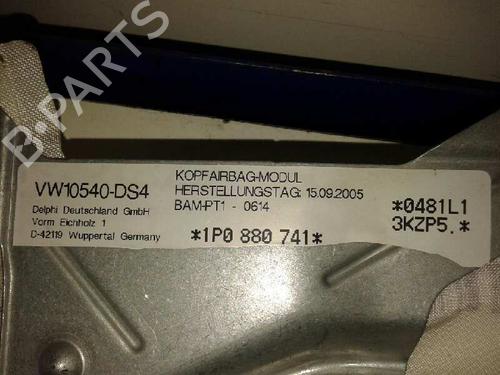 B-PARTS
VW10540-DS4
Delphi Deutschland GmbH
Vorm Eichholz 1
D-42119 Wuppertal Germany
KOPFAIRBAG-MODUL
HERSTELLUNGSTAG: 15.09.2005
BAM-PT1 - 0614
*1P0 880 741*
*0481L1
3KZP5.*